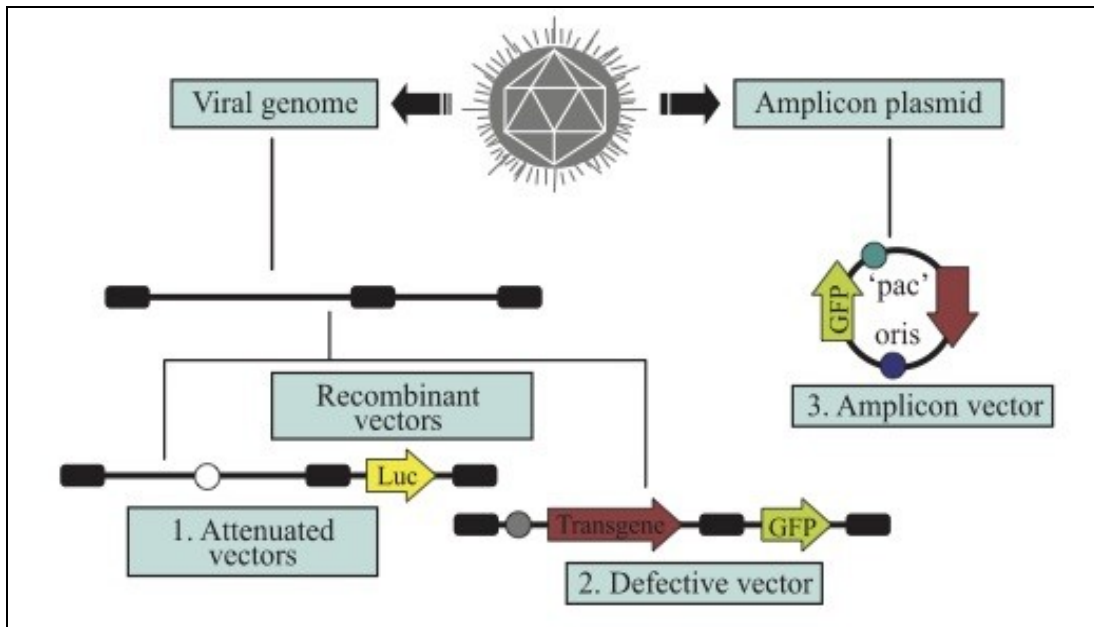 Viral genome
Amplicon plasmid
GFP
'pac'
oris
3. Amplicon vector
Recombinant
vectors
Luc
1. Attenuated
vectors
Transgene
GFP
2. Defective vector